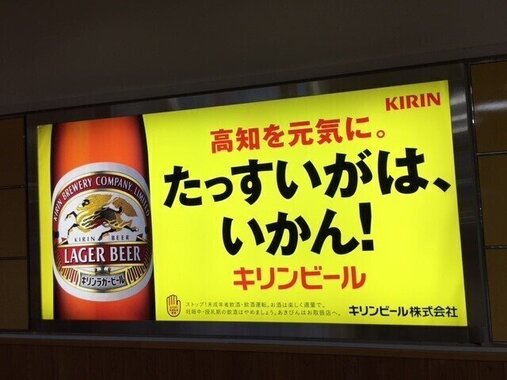 KIRIN
高知を元気に。
たっすいがは、
いかん!
キリンビール
KIRIN BREWERY COMPANY, LIMITED
KIRIN BEER
LAGER BEER
キリンラガービール
ストップ!未成年者飲酒・飲酒運転。お酒は楽しく適量で。
妊娠中・授乳期の飲酒はやめましょう。あきびんはお取扱店へ。
キリンビール株式会社